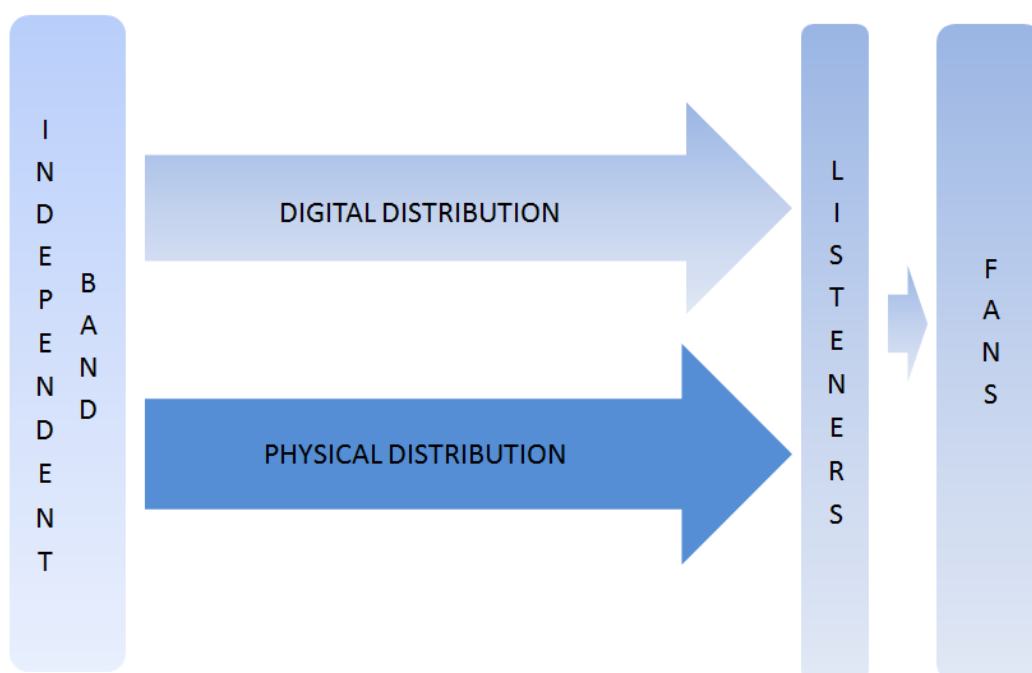 INDEPENDENT
BAND
DIGITAL DISTRIBUTION
PHYSICAL DISTRIBUTION
LISTENERS
FANS